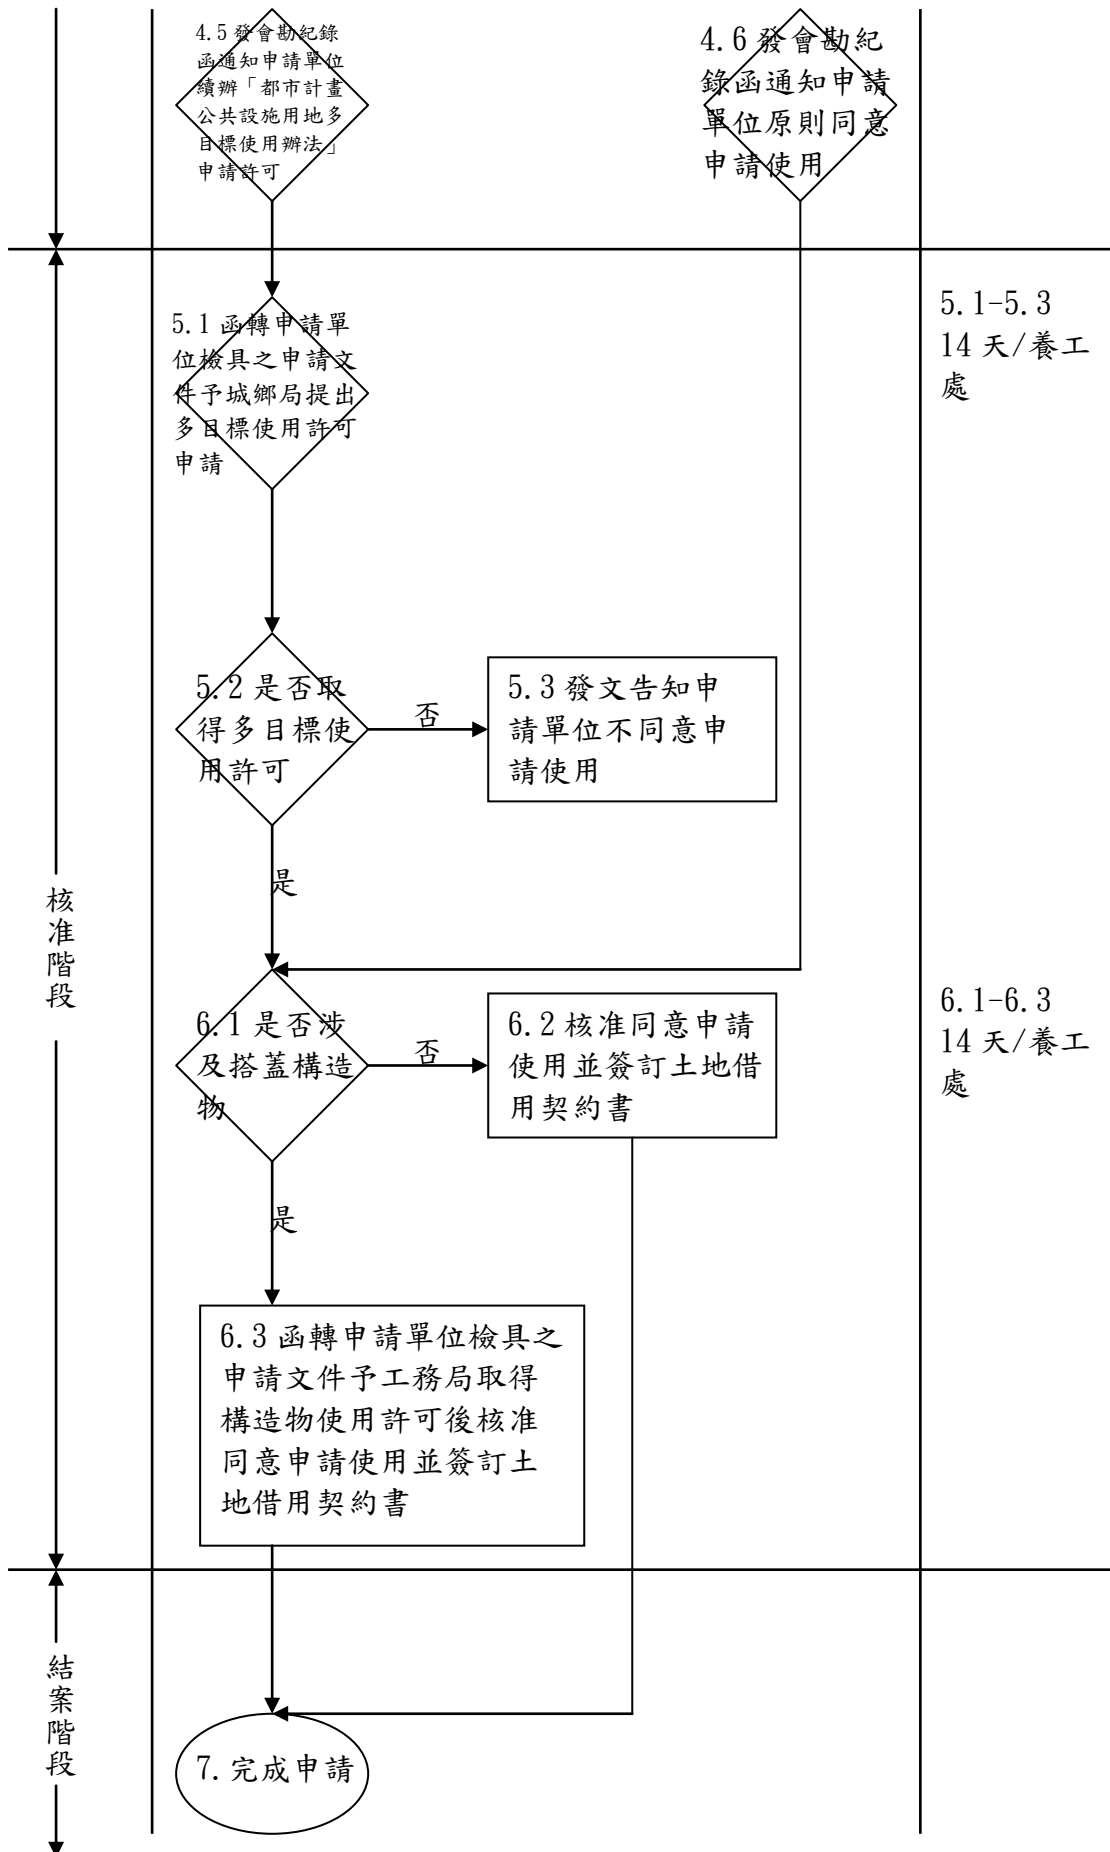 4.5發會勘紀錄
函通知申請單位
續辦「都市計畫
公共設施用地多
目標使用辦法」
申請許可
4.6發會勘紀
錄函通知申請
單位原則同意
申請使用
5.1函轉申請單
位檢具之申請文
件予城鄉局提出
多目標使用許可
申請
5.1-5.3
14天/養工
處
5.2是否取
得多目標使
用許可
否
5.3發文告知申
請單位不同意申
請使用
是
核准階段
6.1是否涉
及搭蓋構造
物
否
6.2核准同意申請
使用並簽訂土地借
用契約書
6.1-6.3
14天/養工
處
是
6.3函轉申請單位檢具之
申請文件予工務局取得
構造物使用許可後核准
同意申請使用並簽訂土
地借用契約書
結案階段
7.完成申請